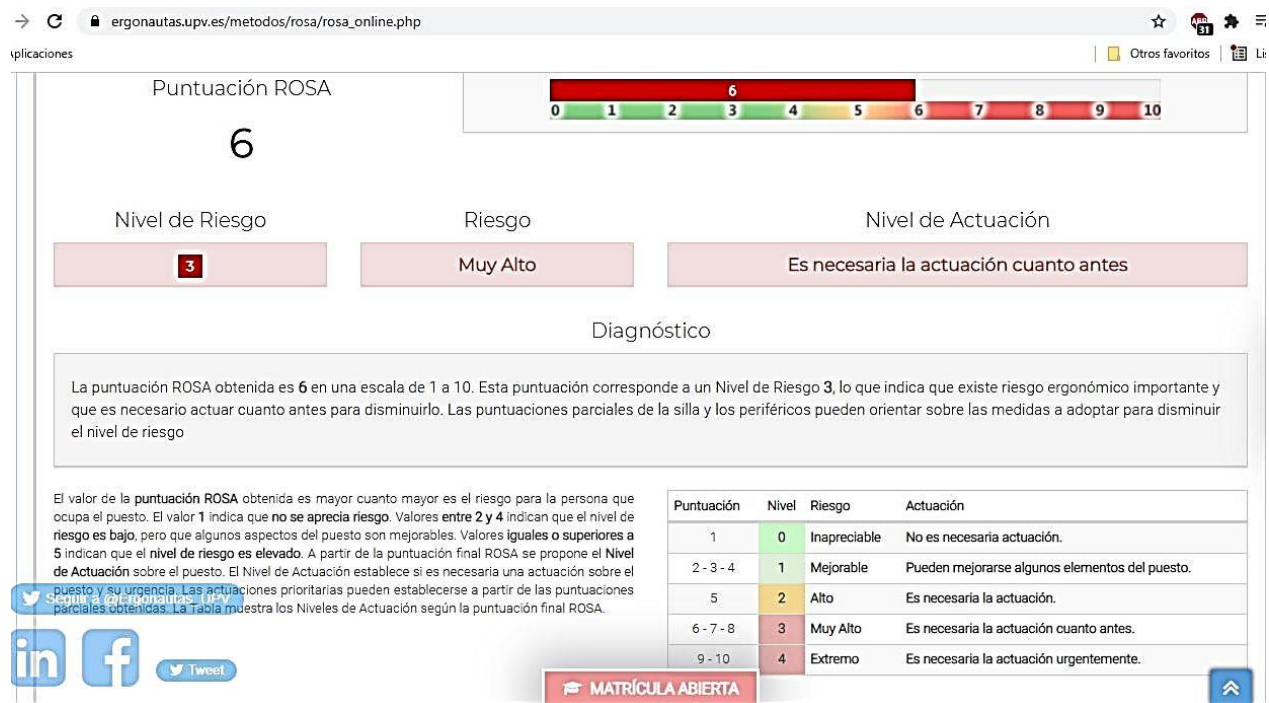 ergonautas.upv.es/metodos/rosa/rosa_online.php
31
plicaciones
Otros favoritos
Puntuación ROSA
6
6
0 1 2 3 4 5 6 7 8 9 10
Nivel de Riesgo
Riesgo
Nivel de Actuación
3
Muy Alto
Es necesaria la actuación cuanto antes
Diagnóstico
La puntuación ROSA obtenida es 6 en una escala de 1 a 10. Esta puntuación corresponde a un Nivel de Riesgo 3, lo que indica que existe riesgo ergonómico importante y
que es necesario actuar cuanto antes para disminuirlo. Las puntuaciones parciales de la silla y los periféricos pueden orientar sobre las medidas a adoptar para disminuir
el nivel de riesgo
El valor de la puntuación ROSA obtenida es mayor cuanto mayor es el riesgo para la persona que
ocupa el puesto. El valor 1 indica que no se aprecia riesgo. Valores entre 2 y 4 indican que el nivel de
riesgo es bajo, pero que algunos aspectos del puesto son mejorables. Valores iguales o superiores a
5 indican que el nivel de riesgo es elevado. A partir de la puntuación final ROSA se propone el Nivel
de Actuación sobre el puesto. El Nivel de Actuación establece si es necesaria una actuación sobre el
puesto y su urgencia. Las actuaciones prioritarias pueden establecerse a partir de las puntuaciones
parciales obtenidas. La Tabla muestra los Niveles de Actuación según la puntuación final ROSA.
Seguir a @Ergonautas_UPV
in f
Tweet
Puntuación Nivel Riesgo Actuación
1 0 Inapreciable No es necesaria actuación.
2 - 3 - 4 1 Mejorable Pueden mejorarse algunos elementos del puesto.
5 2 Alto Es necesaria la actuación.
6 - 7 - 8 3 Muy Alto Es necesaria la actuación cuanto antes.
9 - 10 4 Extremo Es necesaria la actuación urgentemente.
MATRÍCULA ABIERTA